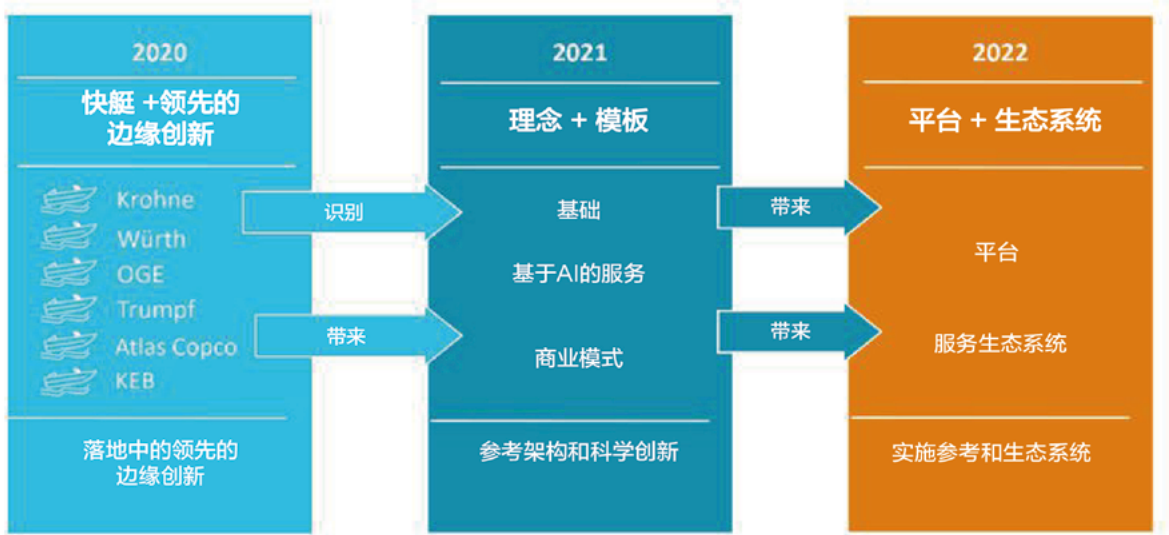 2020
快艇 +领先的
边缘创新
Krohne
Würth
OGE
Trumpf
Atlas Copco
KEB
落地中的领先的
边缘创新
识别
带来
2021
理念 + 模板
基础
基于AI的服务
商业模式
参考架构和科学创新
带来
带来
2022
平台 + 生态系统
平台
服务生态系统
实施参考和生态系统